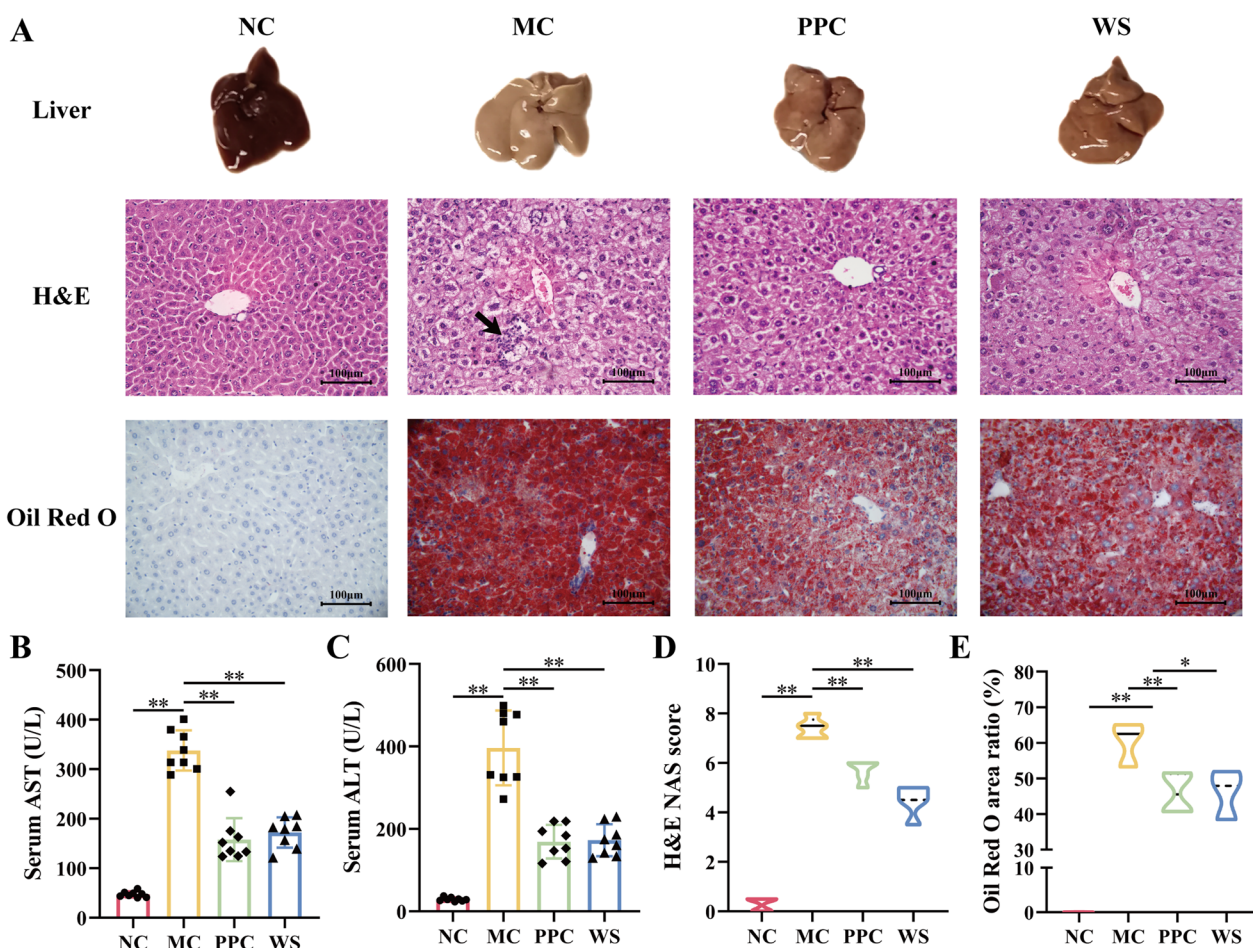 A NC MC PPC WS
Liver
H&E
100μm 100μm 100μm 100μm
Oil Red O
100μm 100μm 100μm 100μm
B
Serum AST (U/L)
500
400
300
200
100
0
** ** **
NC MC PPC WS
C
Serum ALT (U/L)
600
400
200
0
** ** **
NC MC PPC WS
D
H&E NAS score
10
8
6
4
2
0
** ** **
NC MC PPC WS
E
Oil Red O area ratio (%)
80
70
60
50
40
30
10
0
** ** *
NC MC PPC WS